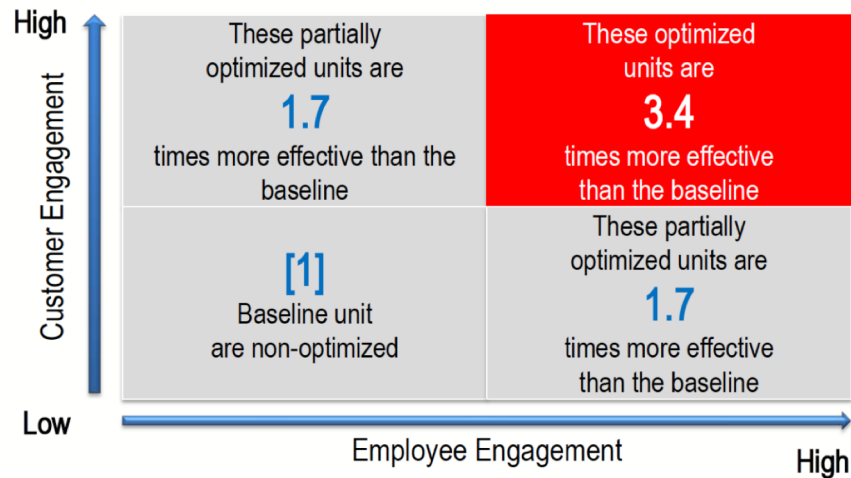 High
Customer Engagement
These partially
optimized units are
1.7
times more effective than the
baseline
These optimized
units are
3.4
times more effective
than the baseline
[1]
Baseline unit
are non-optimized
These partially
optimized units are
1.7
times more effective
than the baseline
Low
Employee Engagement
High